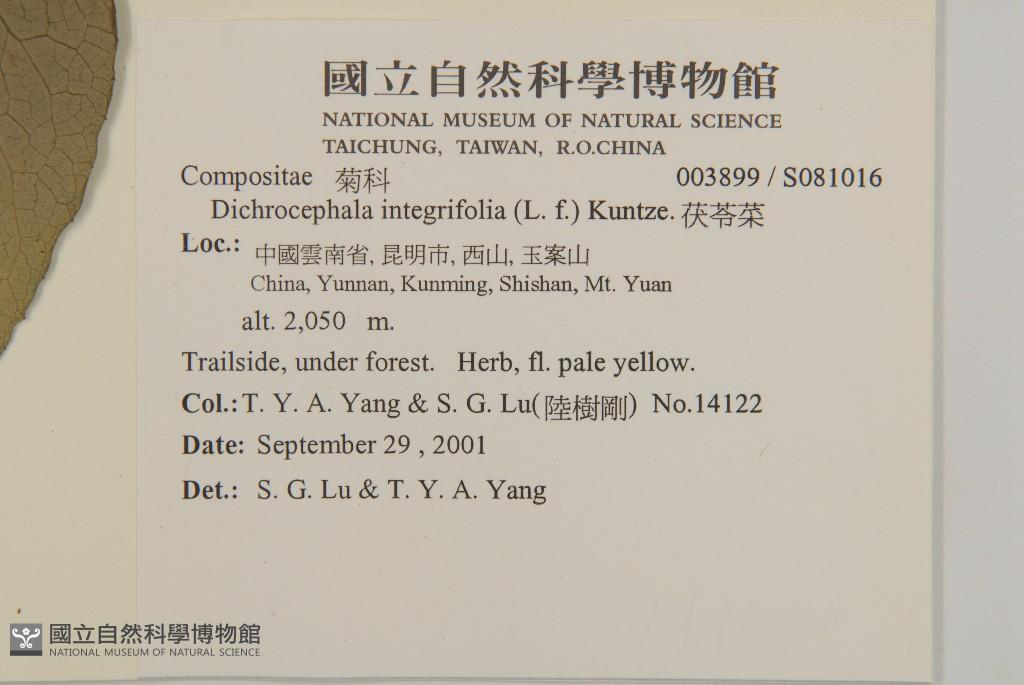 國立自然科學博物館
NATIONAL MUSEUM OF NATURAL SCIENCE
TAICHUNG, TAIWAN, R.O.CHINA
Compositae 菊科 003899 / S081016
Dichrocephala integrifolia (L. f.) Kuntze. 茯苓菜
Loc.: 中國雲南省, 昆明市, 西山, 玉案山
China, Yunnan, Kunming, Shishan, Mt. Yuan
alt. 2,050 m.
Trailside, under forest. Herb, fl. pale yellow.
Col.: T. Y. A. Yang & S. G. Lu(陸樹剛) No.14122
Date: September 29 , 2001
Det.: S. G. Lu & T. Y. A. Yang
國立自然科學博物館
NATIONAL MUSEUM OF NATURAL SCIENCE